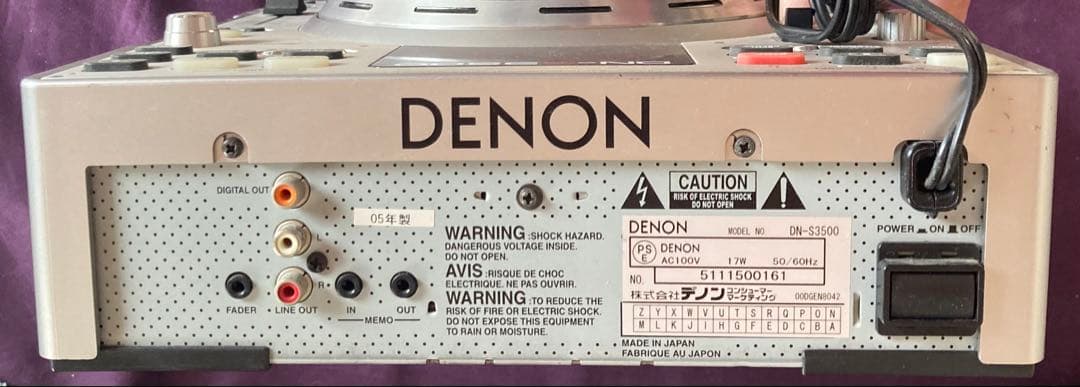 DENON
DIGITAL OUT
05年製
R
FADER
LINE OUT
IN
OUT
MEMO
WARNING :SHOCK HAZARD.
DANGEROUS VOLTAGE INSIDE.
DO NOT OPEN.
AVIS :RISQUE DE CHOC
ELECTRIQUE. NE PAS OUVRIR.
WARNING :TO REDUCE THE
RISK OF FIRE OR ELECTRIC SHOCK.
DO NOT EXPOSE THIS EQUIPMENT
TO RAIN OR MOISTURE.
CAUTION
RISK OF ELECTRIC SHOCK
DO NOT OPEN
DENON MODEL NO. DN-S3500
PS E DENON
AC100V 17W 50/60Hz
NO. 5111500161
株式会社デノン コンシューマー マーケティング 00DGEN8042
Z Y X W V U T S R Q P O N
M L K J I H G F E D C B A
MADE IN JAPAN
FABRIQUE AU JAPON
POWER ON OFF